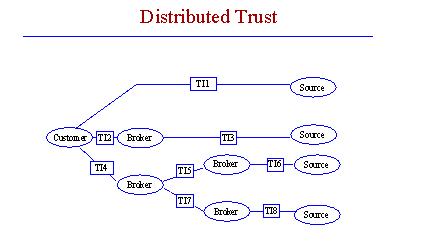 Distributed Trust
TI1
Source
Customer
TI2
Broker
TI3
Source
TI4
Broker
TI5
Broker
TI6
Source
TI7
Broker
TI8
Source